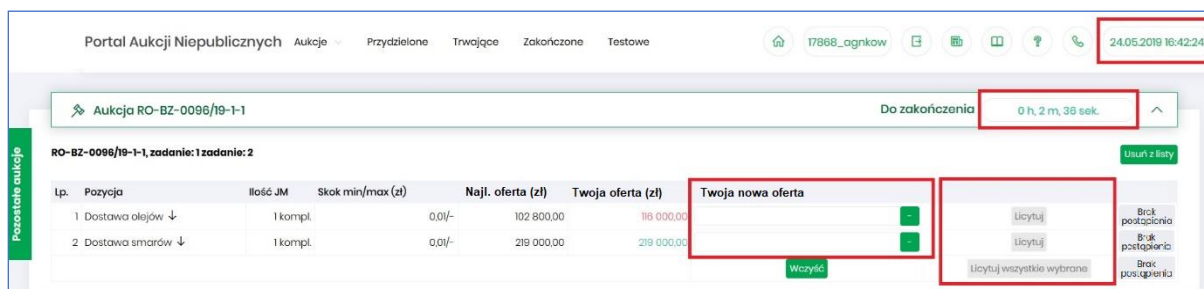 Portal Aukcji Niepublicznych Aukcje Przydzielone Trwające Zakończone Testowe 17868_agnkow 24.05.2019 16:42:24
Aukcja RO-BZ-0096/19-1-1 Do zakończenia 0 h, 2 m, 36 sek.
Pozostałe aukcje
RO-BZ-0096/19-1-1, zadanie: 1 zadanie: 2 Usuń z listy
Lp. Pozycja Ilość JM Skok min/max (zł) Najl. oferta (zł) Twoja oferta (zł) Twoja nowa oferta
1 Dostawa olejów ↓ 1 kompl. 0,01/- 102 800,00 116 000,00 - Licytuj Brak postąpienia
2 Dostawa smarów ↓ 1 kompl. 0,01/- 219 000,00 219 000,00 - Licytuj Brak postąpienia
Wczyść Licytuj wszystkie wybrane Brak postąpienia